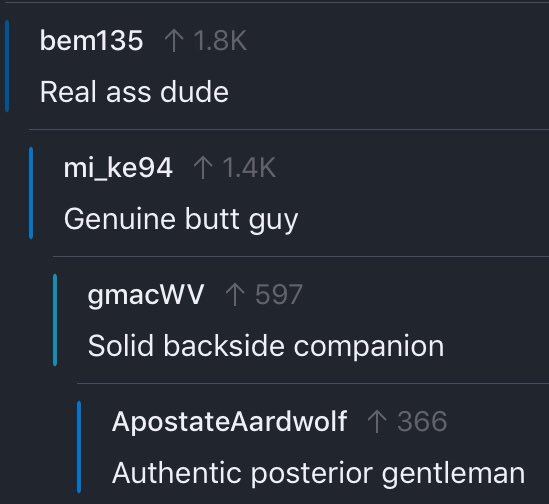 bem135 ↑ 1.8K
Real ass dude
mi_ke94 ↑ 1.4K
Genuine butt guy
gmacWV ↑ 597
Solid backside companion
ApostateAardwolf ↑ 366
Authentic posterior gentleman